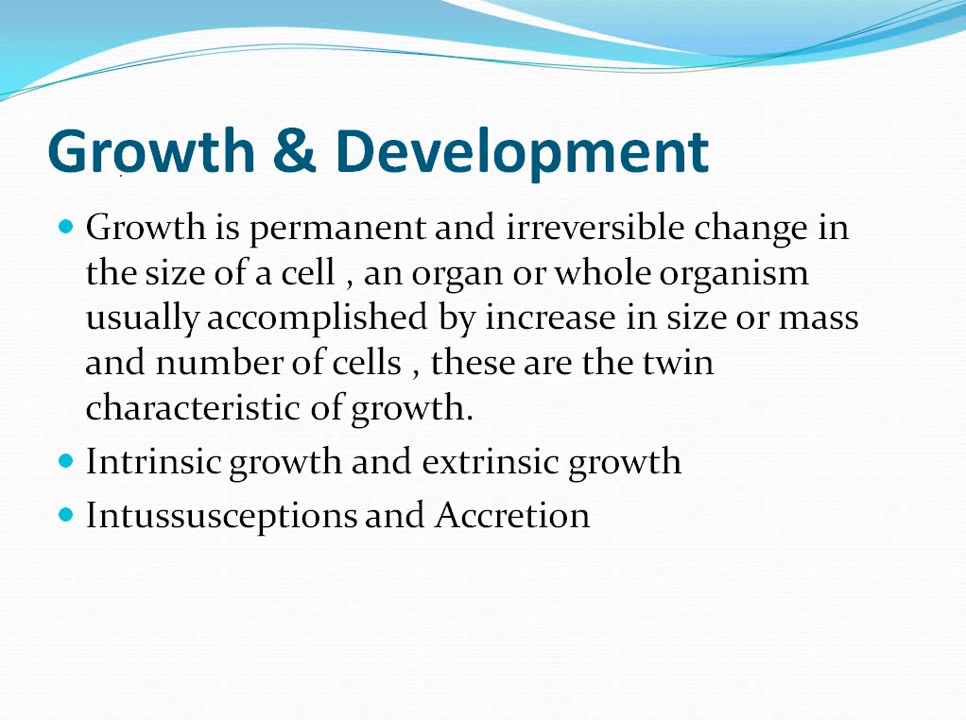 Growth & Development
Growth is permanent and irreversible change in
the size of a cell , an organ or whole organism
usually accomplished by increase in size or mass
and number of cells , these are the twin
characteristic of growth.
Intrinsic growth and extrinsic growth
Intussusceptions and Accretion